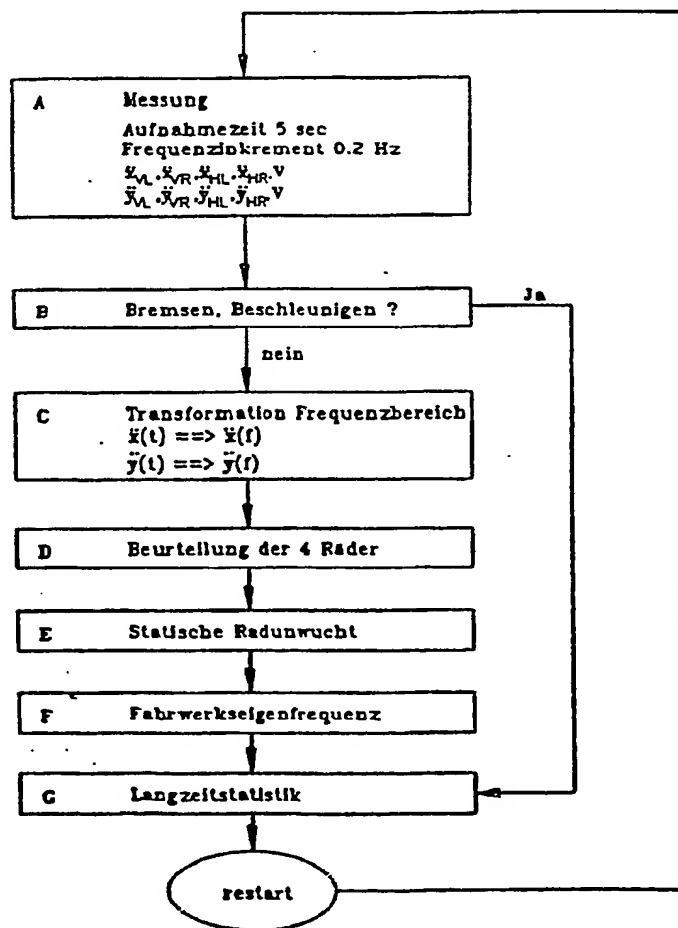 A Messung
Aufnahmezeit 5 sec
Frequenzinkrement 0.2 Hz
ẍVL.ẍVR.ẍHL.ẍHR.V
ÿVL.ÿVR.ÿHL.ÿHR.V
B Bremsen, Beschleunigen ?
Ja
nein
C Transformation Frequenzbereich
ẍ(t) ==> ẍ(f)
ÿ(t) ==> ÿ(f)
D Beurteilung der 4 Räder
E Statische Radunwucht
F Fahrwerkseigenfrequenz
G Langzeitstatistik
restart